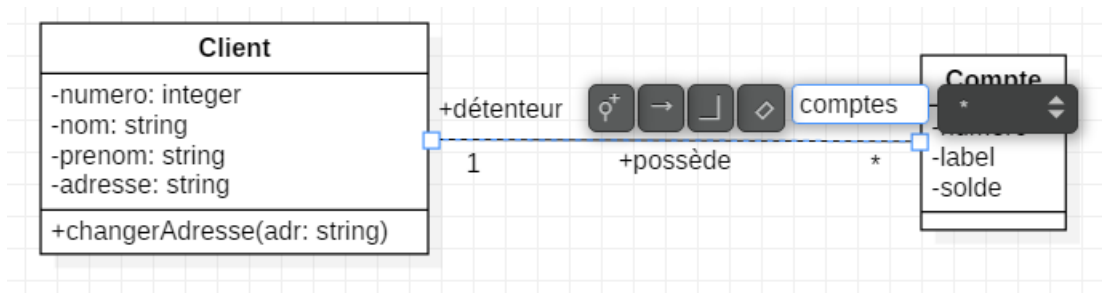 Client
-numero: integer
-nom: string
-prenom: string
-adresse: string
+changerAdresse(adr: string)
+détenteur
1
+possède
*
comptes
*
Compte
-label
-solde